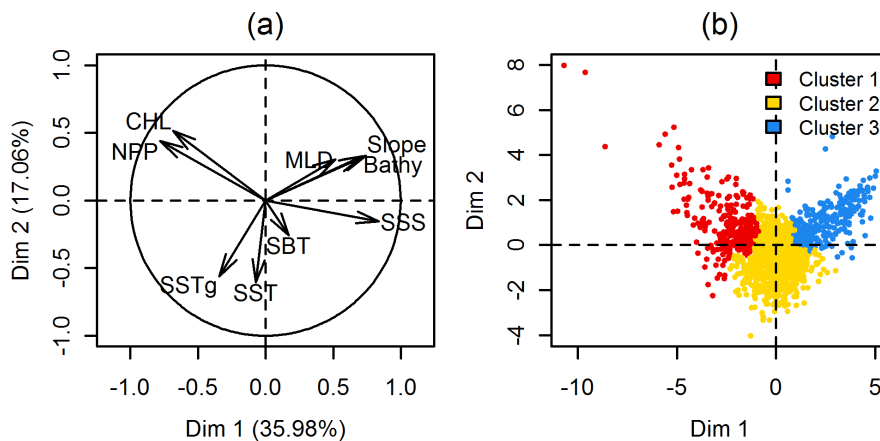 (a)
Dim 2 (17.06%)
1.0
0.5
0.0
-0.5
-1.0
CHL
NPP
MLD
Slope
Bathy
SSS
SBT
SSTg
SST
-1.0 -0.5 0.0 0.5 1.0
Dim 1 (35.98%)
(b)
Dim 2
8
6
4
2
0
-2
-4
Cluster 1
Cluster 2
Cluster 3
-10 -5 0 5
Dim 1